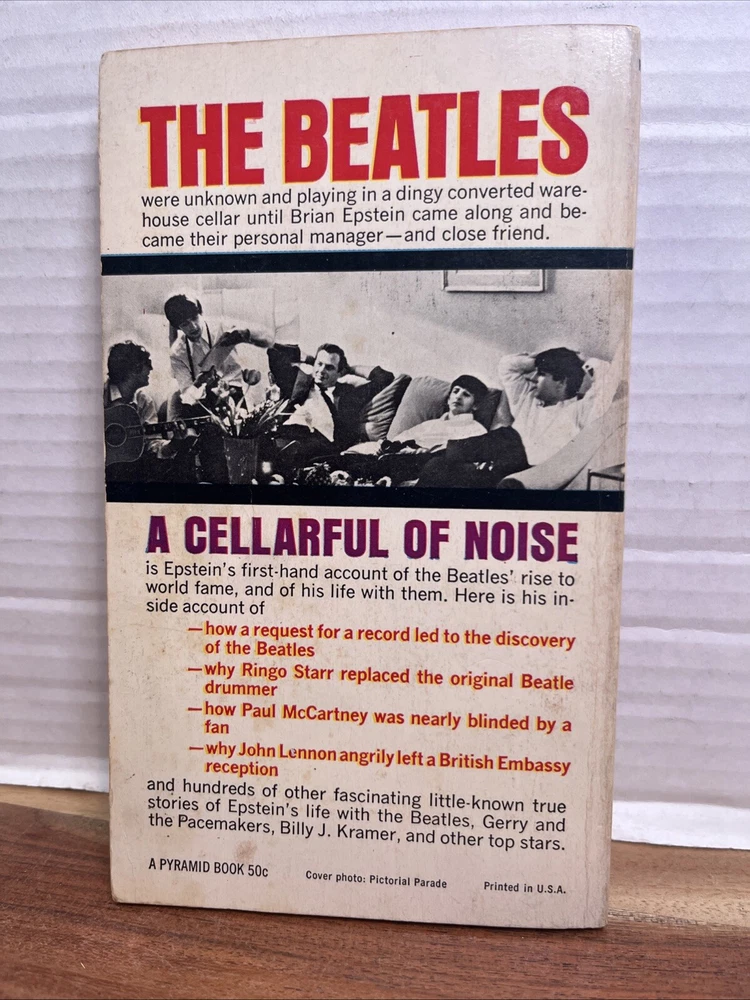 THE BEATLES
were unknown and playing in a dingy converted ware-
house cellar until Brian Epstein came along and be-
came their personal manager—and close friend.
A CELLARFUL OF NOISE
is Epstein's first-hand account of the Beatles' rise to
world fame, and of his life with them. Here is his in-
side account of
—how a request for a record led to the discovery
of the Beatles
—why Ringo Starr replaced the original Beatle
drummer
—how Paul McCartney was nearly blinded by a
fan
—why John Lennon angrily left a British Embassy
reception
and hundreds of other fascinating little-known true
stories of Epstein's life with the Beatles, Gerry and
the Pacemakers, Billy J. Kramer, and other top stars.
A PYRAMID BOOK 50c Cover photo: Pictorial Parade Printed in U.S.A.